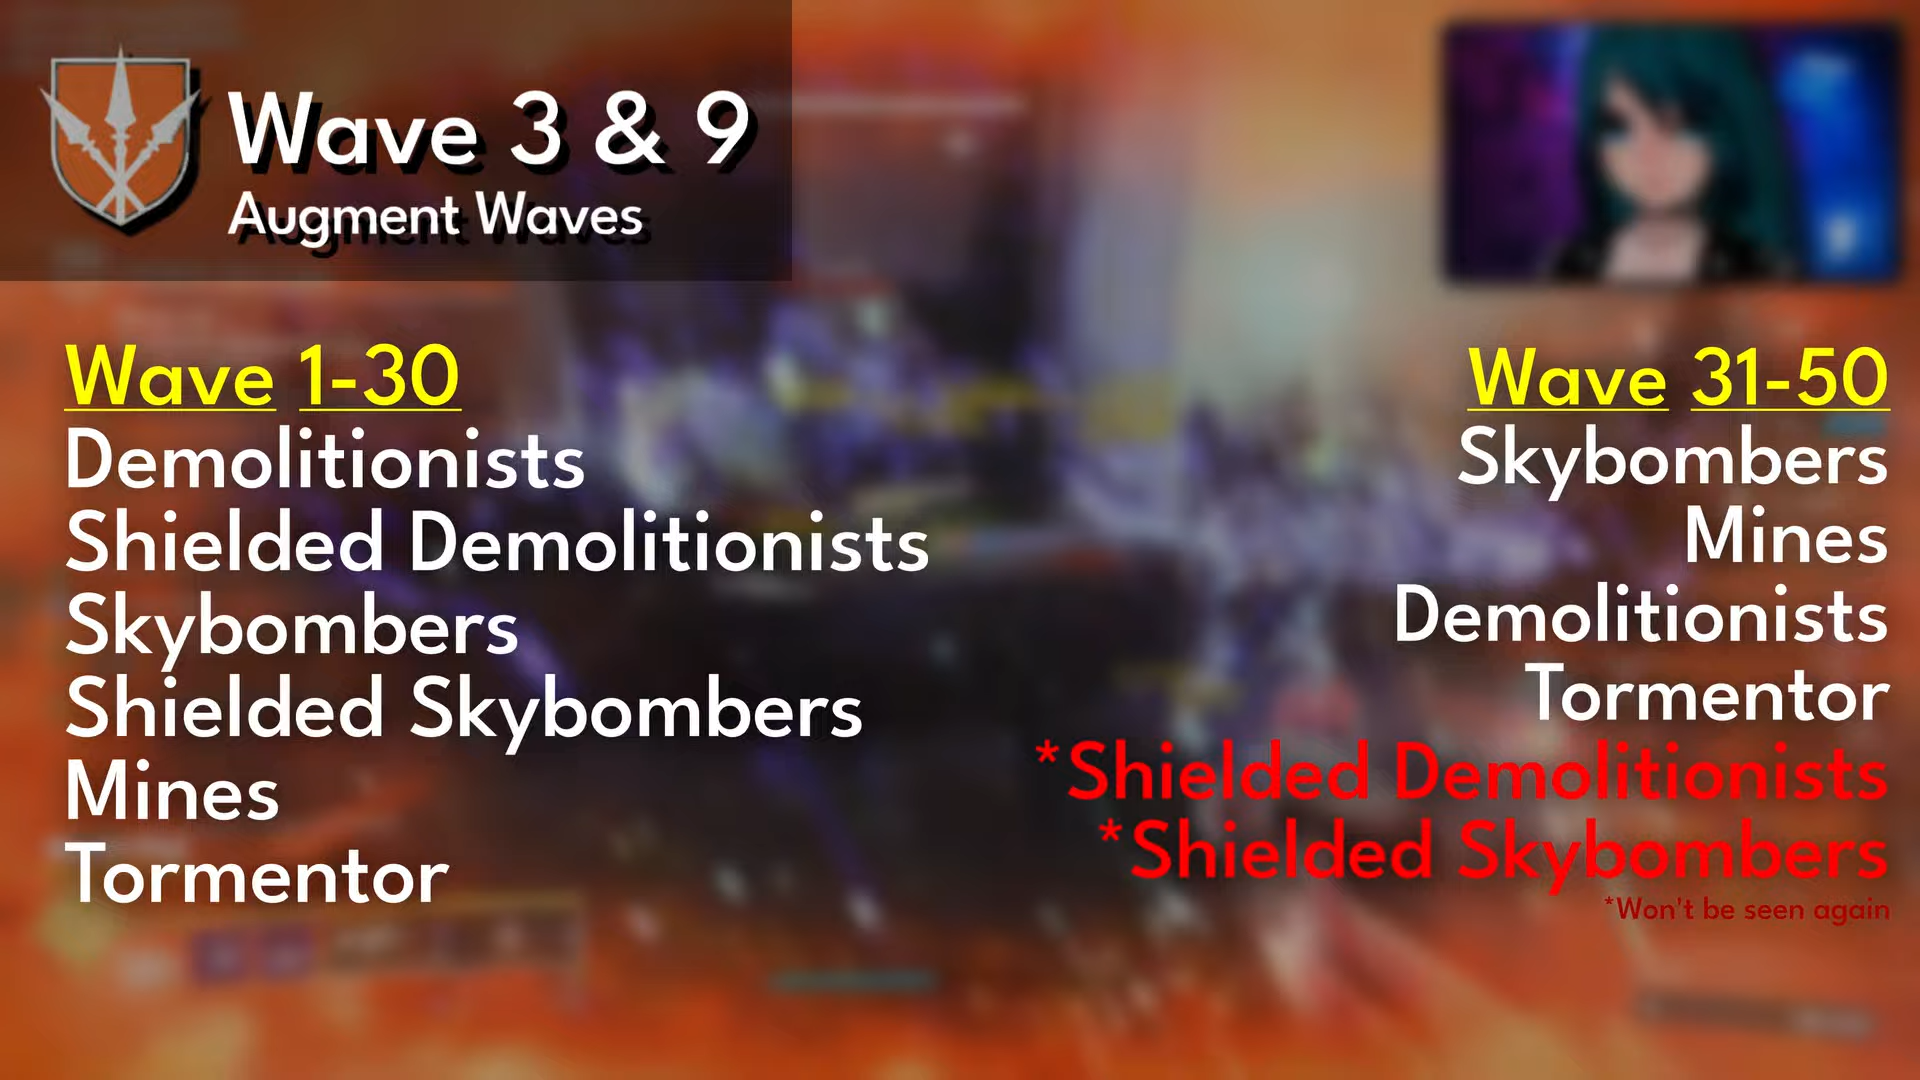 Wave 3 & 9
Augment Waves
Wave 1-30
Demolitionists
Shielded Demolitionists
Skybombers
Shielded Skybombers
Mines
Tormentor
Wave 31-50
Skybombers
Mines
Demolitionists
Tormentor
*Shielded Demolitionists
*Shielded Skybombers
*Won't be seen again